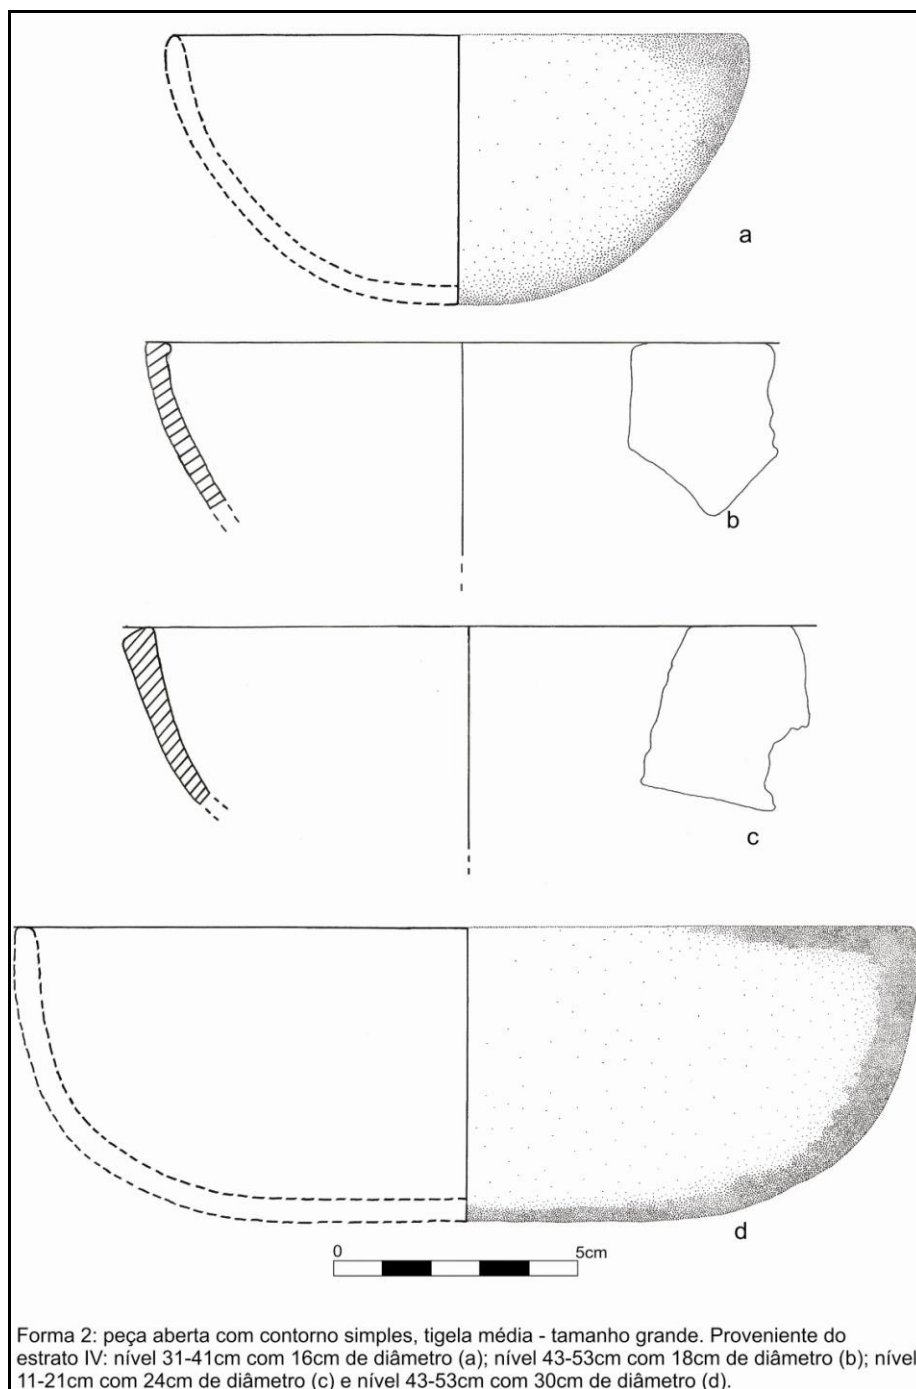 a
b
c
d
0 5cm
Forma 2: peça aberta com contorno simples, tigela média - tamanho grande. Proveniente do
estrato IV: nível 31-41cm com 16cm de diâmetro (a); nível 43-53cm com 18cm de diâmetro (b); nível
11-21cm com 24cm de diâmetro (c) e nível 43-53cm com 30cm de diâmetro (d).